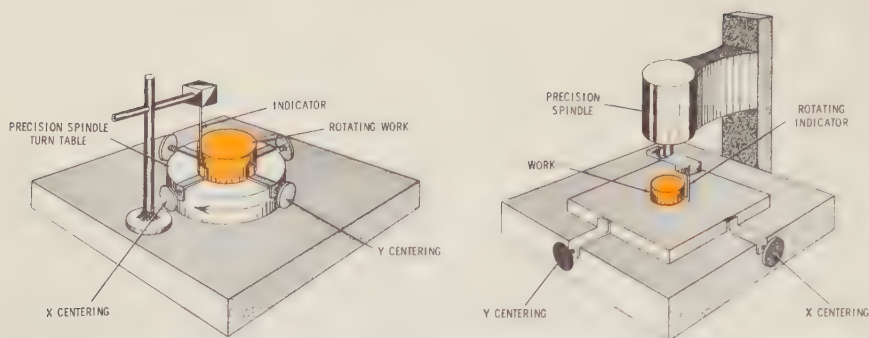 INDICATOR
PRECISION SPINDLE
TURN TABLE
ROTATING WORK
Y CENTERING
X CENTERING
PRECISION
SPINDLE
ROTATING
INDICATOR
WORK
Y CENTERING
X CENTERING